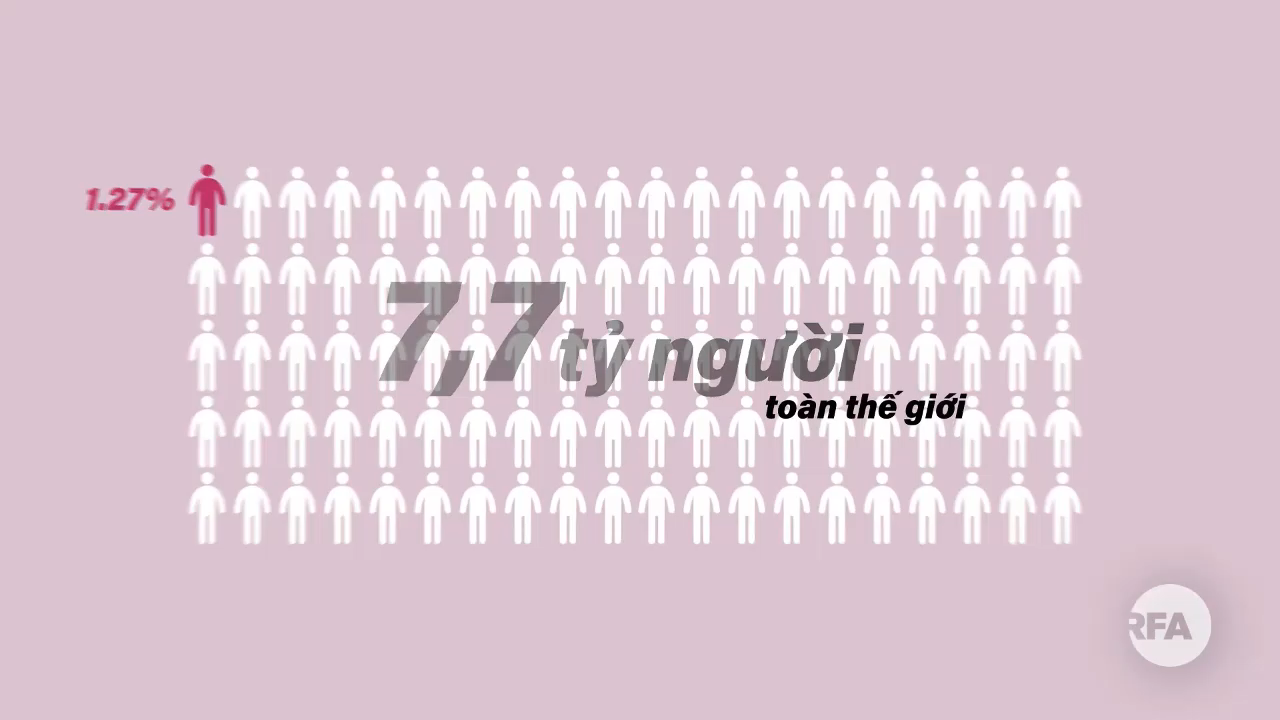 1.27%
7,7 tỷ người
toàn thế giới
RFA